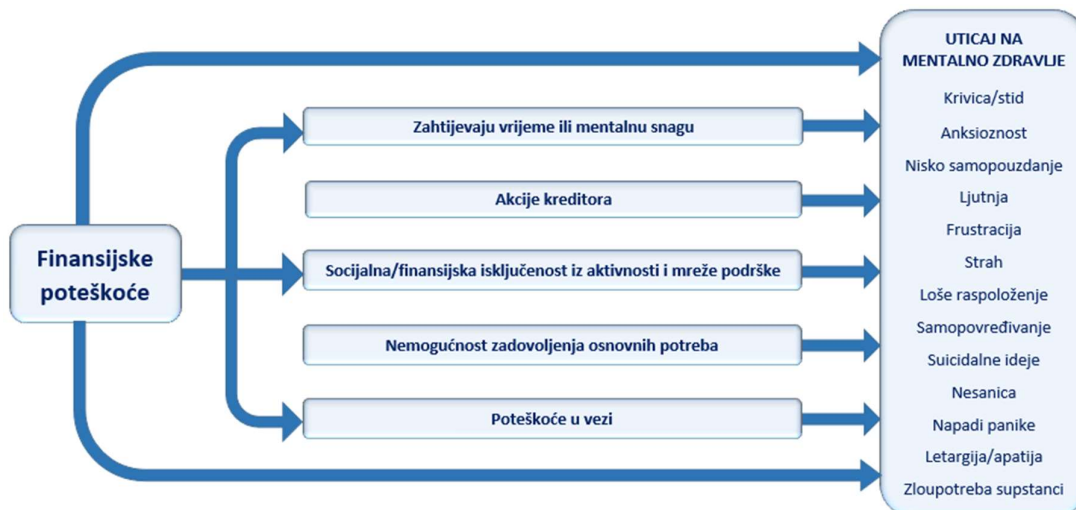 Finansijske
poteškoće
Zahtijevaju vrijeme ili mentalnu snagu
Akcije kreditora
Socijalna/finansijska isključenost iz aktivnosti i mreže podrške
Nemogućnost zadovoljenja osnovnih potreba
Poteškoće u vezi
UTICAJ NA
MENTALNO ZDRAVLJE
Krivica/stid
Anksioznost
Nisko samopouzdanje
Ljutnja
Frustracija
Strah
Loše raspoloženje
Samopovređivanje
Suicidalne ideje
Nesanica
Napadi panike
Letargija/apatija
Zloupotreba supstanci